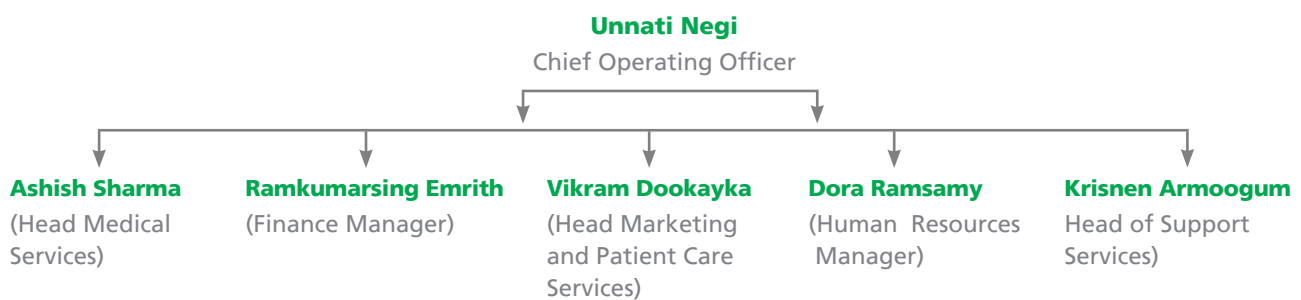 Unnati Negi
Chief Operating Officer
Ashish Sharma
(Head Medical
Services)
Ramkumarsing Emrith
(Finance Manager)
Vikram Dookayka
(Head Marketing
and Patient Care
Services)
Dora Ramsamy
(Human Resources
Manager)
Krisnen Armoogum
Head of Support
Services)